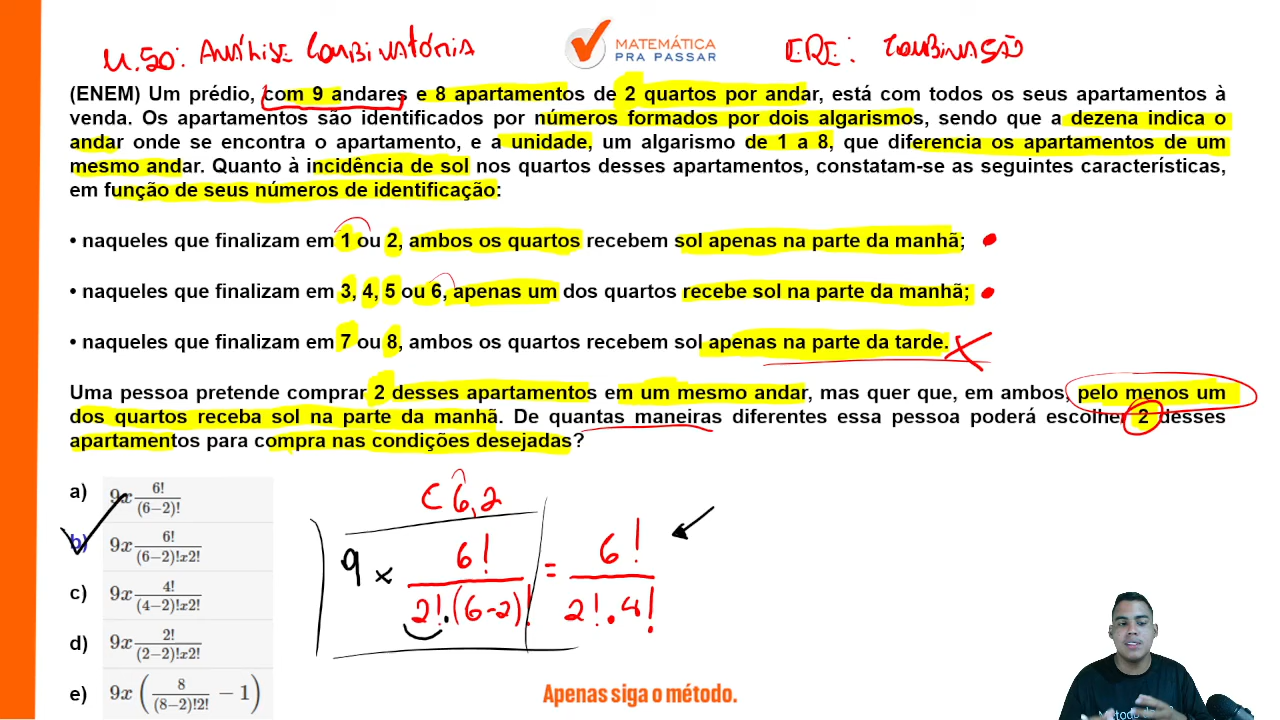 M.50: ANÁLISE COMBINATÓRIA
MATEMÁTICA
PRA PASSAR
ERE: COMBINAÇÃO
(ENEM) Um prédio, com 9 andares e 8 apartamentos de 2 quartos por andar, está com todos os seus apartamentos à
venda. Os apartamentos são identificados por números formados por dois algarismos, sendo que a dezena indica o
andar onde se encontra o apartamento, e a unidade, um algarismo de 1 a 8, que diferencia os apartamentos de um
mesmo andar. Quanto à incidência de sol nos quartos desses apartamentos, constatam-se as seguintes características,
em função de seus números de identificação:
• naqueles que finalizam em 1 ou 2, ambos os quartos recebem sol apenas na parte da manhã;
• naqueles que finalizam em 3, 4, 5 ou 6, apenas um dos quartos recebe sol na parte da manhã;
• naqueles que finalizam em 7 ou 8, ambos os quartos recebem sol apenas na parte da tarde.
Uma pessoa pretende comprar 2 desses apartamentos em um mesmo andar, mas quer que, em ambos, pelo menos um
dos quartos receba sol na parte da manhã. De quantas maneiras diferentes essa pessoa poderá escolher 2 desses
apartamentos para compra nas condições desejadas?
a) 9x 6!/(6−2)!
b) 9x 6!/(6−2)!x2!
c) 9x 4!/(4−2)!x2!
d) 9x 2!/(2−2)!x2!
e) 9x (8/(8−2)!2! − 1)
C 6,2
9 x 6!/2!.(6-2)! = 6!/2!.4!
Apenas siga o método.